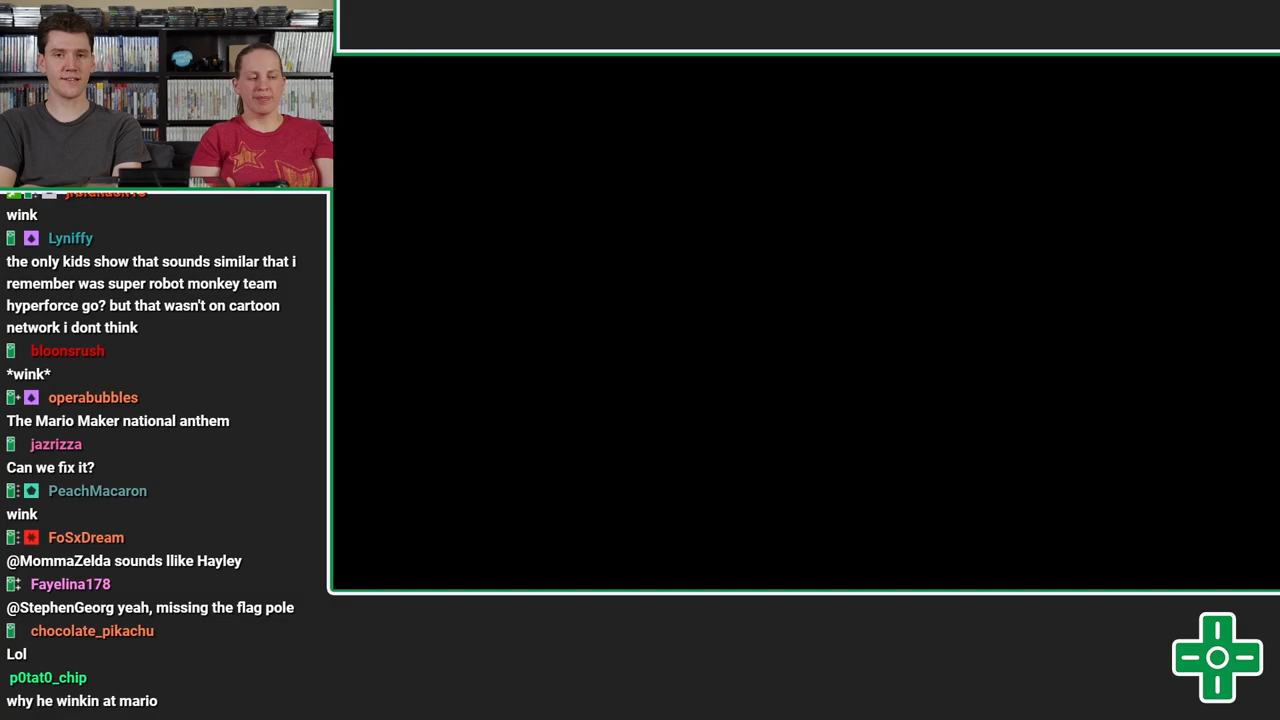 wink
Lyniffy
the only kids show that sounds similar that i
remember was super robot monkey team
hyperforce go? but that wasn't on cartoon
network i dont think
bloonsrush
*wink*
operabubbles
The Mario Maker national anthem
jazrizza
Can we fix it?
PeachMacaron
wink
FoSxDream
@MommaZelda sounds llike Hayley
Fayelina178
@StephenGeorg yeah, missing the flag pole
chocolate_pikachu
Lol
p0tat0_chip
why he winkin at mario